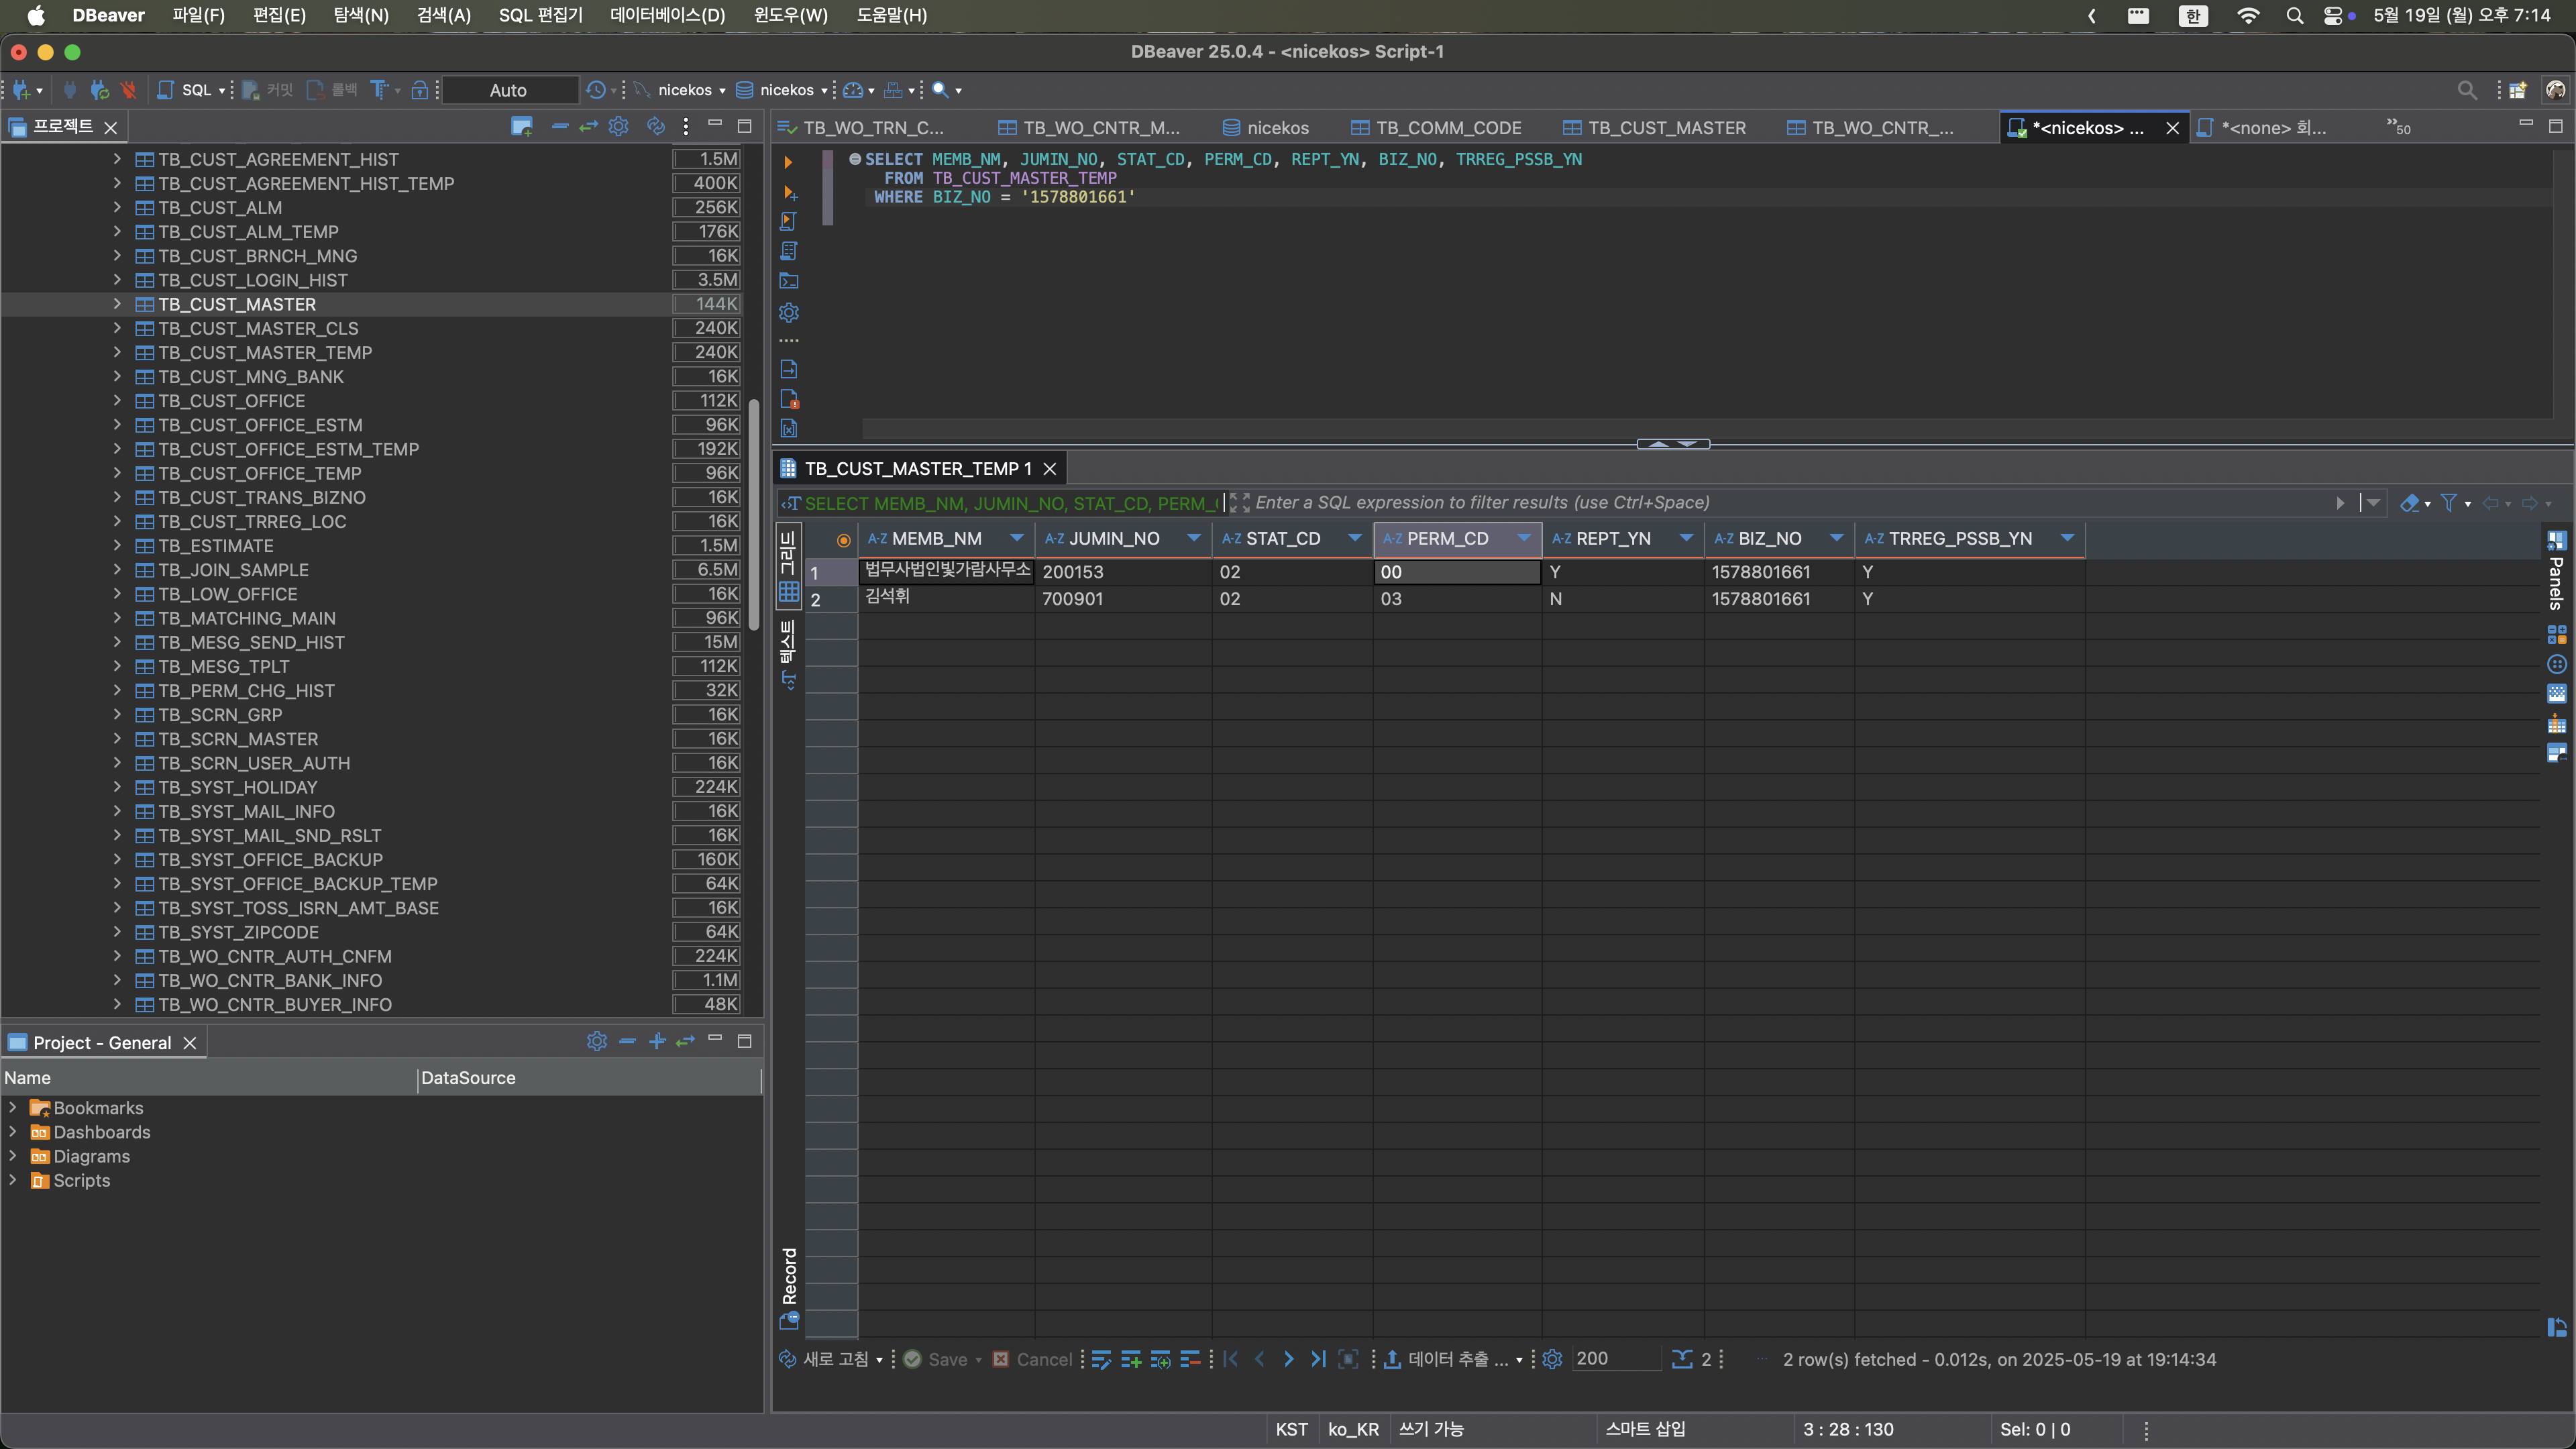 DBeaver 파일(F) 편집(E) 탐색(N) 검색(A) SQL 편집기 데이터베이스(D) 윈도우(W) 도움말(H) 한 5월 19일 (월) 오후 7:14
DBeaver 25.0.4 - <nicekos> Script-1
SQL 커밋 롤백 T Auto nicekos nicekos
프로젝트
TB_CUST_AGREEMENT_HIST 1.5M
TB_CUST_AGREEMENT_HIST_TEMP 400K
TB_CUST_ALM 256K
TB_CUST_ALM_TEMP 176K
TB_CUST_BRNCH_MNG 16K
TB_CUST_LOGIN_HIST 3.5M
TB_CUST_MASTER 144K
TB_CUST_MASTER_CLS 240K
TB_CUST_MASTER_TEMP 240K
TB_CUST_MNG_BANK 16K
TB_CUST_OFFICE 112K
TB_CUST_OFFICE_ESTM 96K
TB_CUST_OFFICE_ESTM_TEMP 192K
TB_CUST_OFFICE_TEMP 96K
TB_CUST_TRANS_BIZNO 16K
TB_CUST_TRREG_LOC 16K
TB_ESTIMATE 1.5M
TB_JOIN_SAMPLE 6.5M
TB_LOW_OFFICE 16K
TB_MATCHING_MAIN 96K
TB_MESG_SEND_HIST 15M
TB_MESG_TPLT 112K
TB_PERM_CHG_HIST 32K
TB_SCRN_GRP 16K
TB_SCRN_MASTER 16K
TB_SCRN_USER_AUTH 16K
TB_SYST_HOLIDAY 224K
TB_SYST_MAIL_INFO 16K
TB_SYST_MAIL_SND_RSLT 16K
TB_SYST_OFFICE_BACKUP 160K
TB_SYST_OFFICE_BACKUP_TEMP 64K
TB_SYST_TOSS_ISRN_AMT_BASE 16K
TB_SYST_ZIPCODE 64K
TB_WO_CNTR_AUTH_CNFM 224K
TB_WO_CNTR_BANK_INFO 1.1M
TB_WO_CNTR_BUYER_INFO 48K
Project - General
Name DataSource
Bookmarks
Dashboards
Diagrams
Scripts
TB_WO_TRN_C... TB_WO_CNTR_M... nicekos TB_COMM_CODE TB_CUST_MASTER TB_WO_CNTR_... *<nicekos> ... *<none> 회... »50
SELECT MEMB_NM, JUMIN_NO, STAT_CD, PERM_CD, REPT_YN, BIZ_NO, TRREG_PSSB_YN
FROM TB_CUST_MASTER_TEMP
WHERE BIZ_NO = '1578801661'
TB_CUST_MASTER_TEMP 1
SELECT MEMB_NM, JUMIN_NO, STAT_CD, PERM_ Enter a SQL expression to filter results (use Ctrl+Space)
그리드
텍스트
Record
A-Z MEMB_NM A-Z JUMIN_NO A-Z STAT_CD A-Z PERM_CD A-Z REPT_YN A-Z BIZ_NO A-Z TRREG_PSSB_YN
1 법무사법인빛가람사무소 200153 02 00 Y 1578801661 Y
2 김석휘 700901 02 03 N 1578801661 Y
Panels
새로 고침 Save Cancel 데이터 추출 ... 200 2 2 row(s) fetched - 0.012s, on 2025-05-19 at 19:14:34
KST ko_KR 쓰기 가능 스마트 삽입 3 : 28 : 130 Sel: 0 | 0